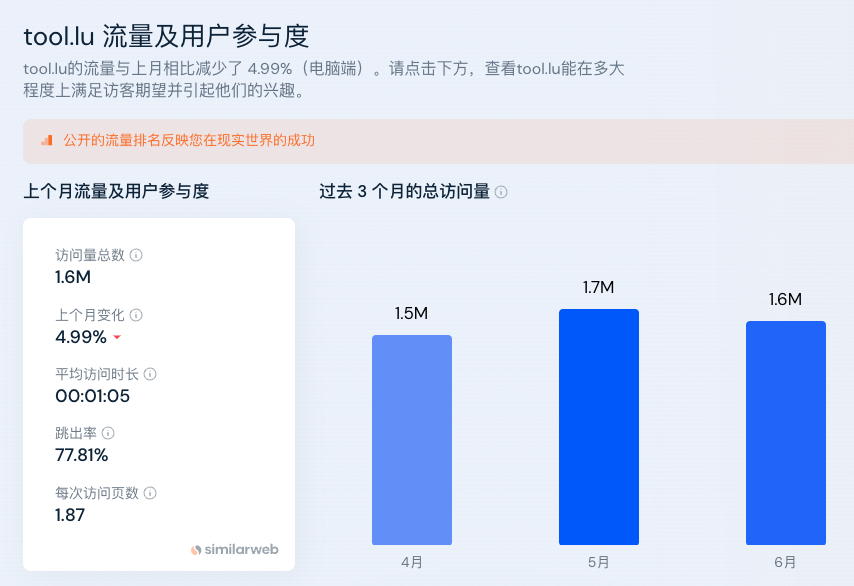 tool.lu 流量及用户参与度
tool.lu的流量与上月相比减少了 4.99%（电脑端）。请点击下方，查看tool.lu能在多大
程度上满足访客期望并引起他们的兴趣。
公开的流量排名反映您在现实世界的成功
上个月流量及用户参与度
访问量总数
1.6M
上个月变化
4.99%
平均访问时长
00:01:05
跳出率
77.81%
每次访问页数
1.87
similarweb
过去 3 个月的总访问量
1.5M
1.7M
1.6M
4月
5月
6月